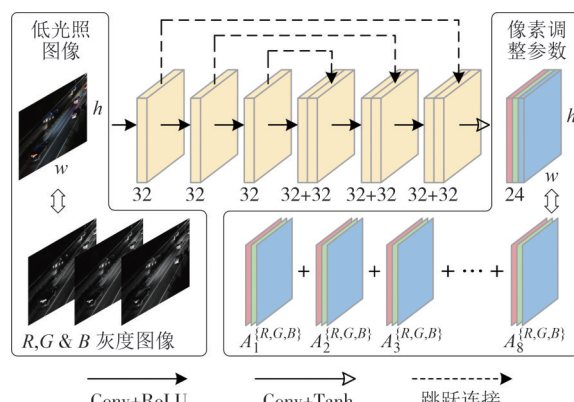 低光照
图像
像素调
整参数
h
w
h
w
32
32
32
32+32
32+32
32+32
24
R,G & B 灰度图像
+ + + ··· +
A₁^{R,G,B}
A₂^{R,G,B}
A₃^{R,G,B}
A₈^{R,G,B}
Conv+ReLU
Conv+Tanh
跳跃连接